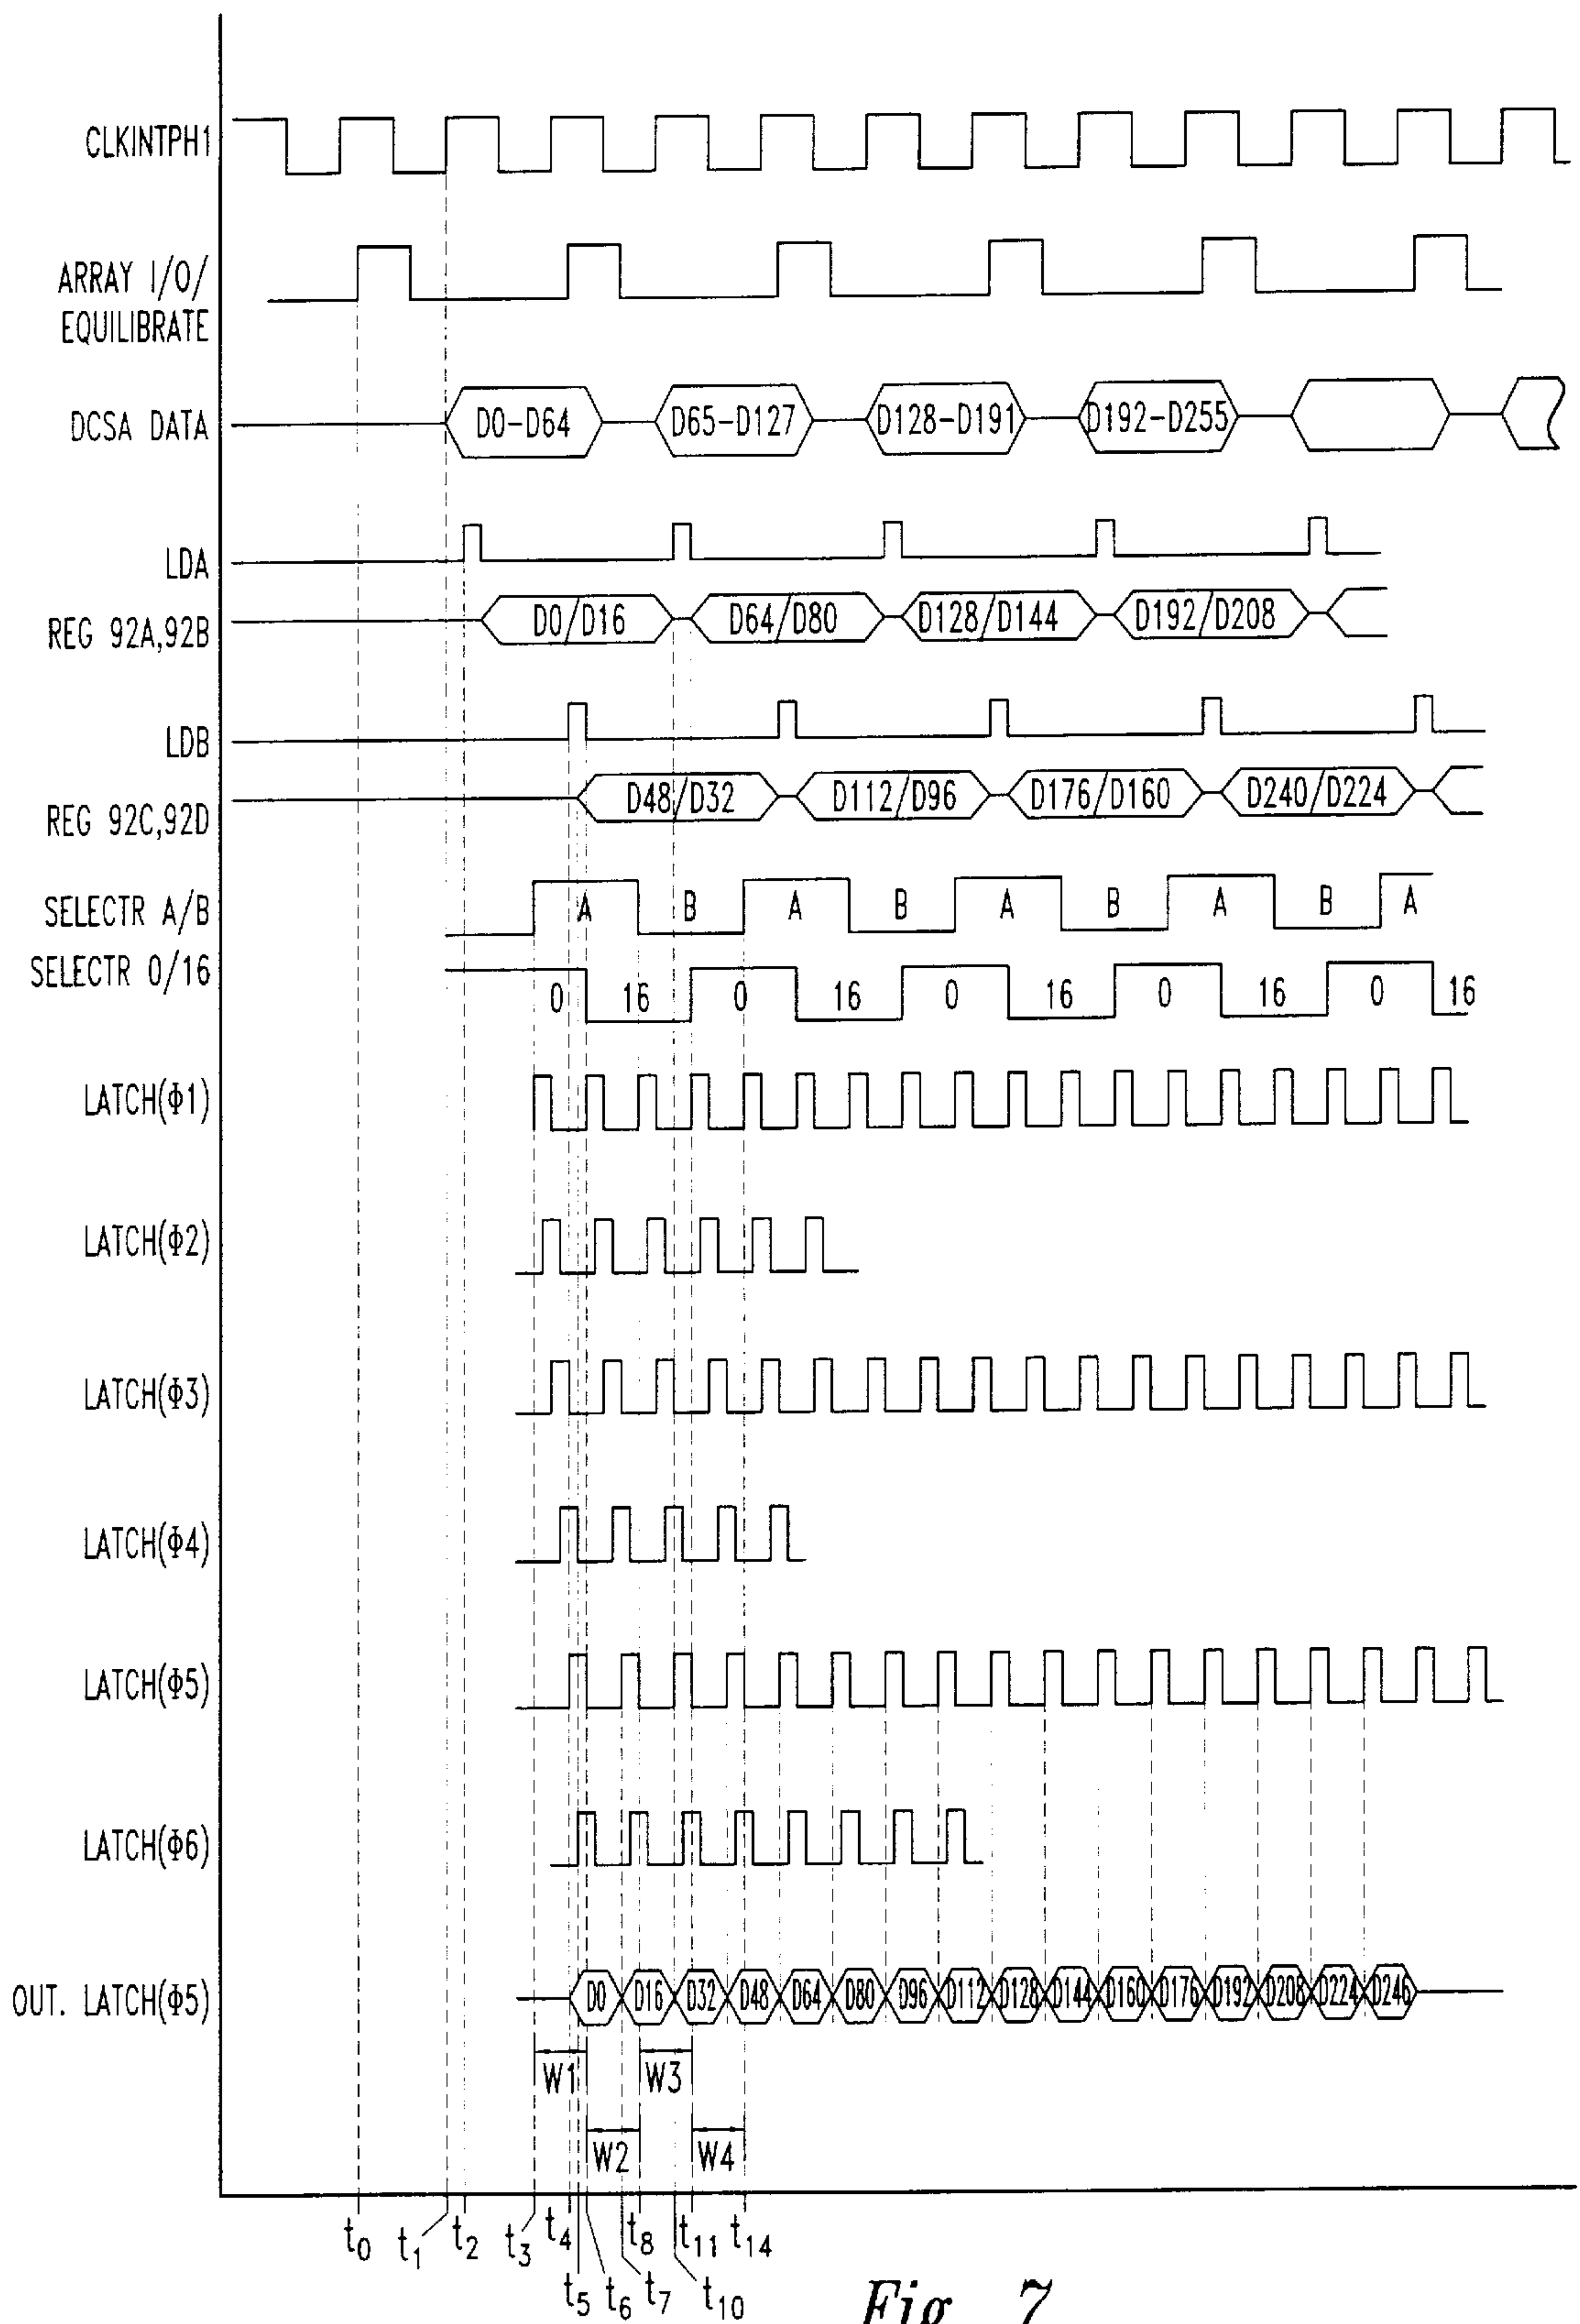 CLKINTPH1
ARRAY I/O/
EQUILIBRATE
DCSA DATA
D0-D64 D65-D127 D128-D191 D192-D255
LDA
REG 92A,92B
D0/D16 D64/D80 D128/D144 D192/D208
LDB
REG 92C,92D
D48/D32 D112/D96 D176/D160 D240/D224
SELECTR A/B
A B A B A B A B A
SELECTR 0/16
0 16 0 16 0 16 0 16 0 16
LATCH(Φ1)
LATCH(Φ2)
LATCH(Φ3)
LATCH(Φ4)
LATCH(Φ5)
LATCH(Φ6)
OUT. LATCH(Φ5)
D0 D16 D32 D48 D64 D80 D96 D112 D128 D144 D160 D176 D192 D208 D224 D246
W1 W3
W2 W4
t0 t1 t2 t3 t4 t8 t11 t14
t5 t6 t7 t10
Fig. 7